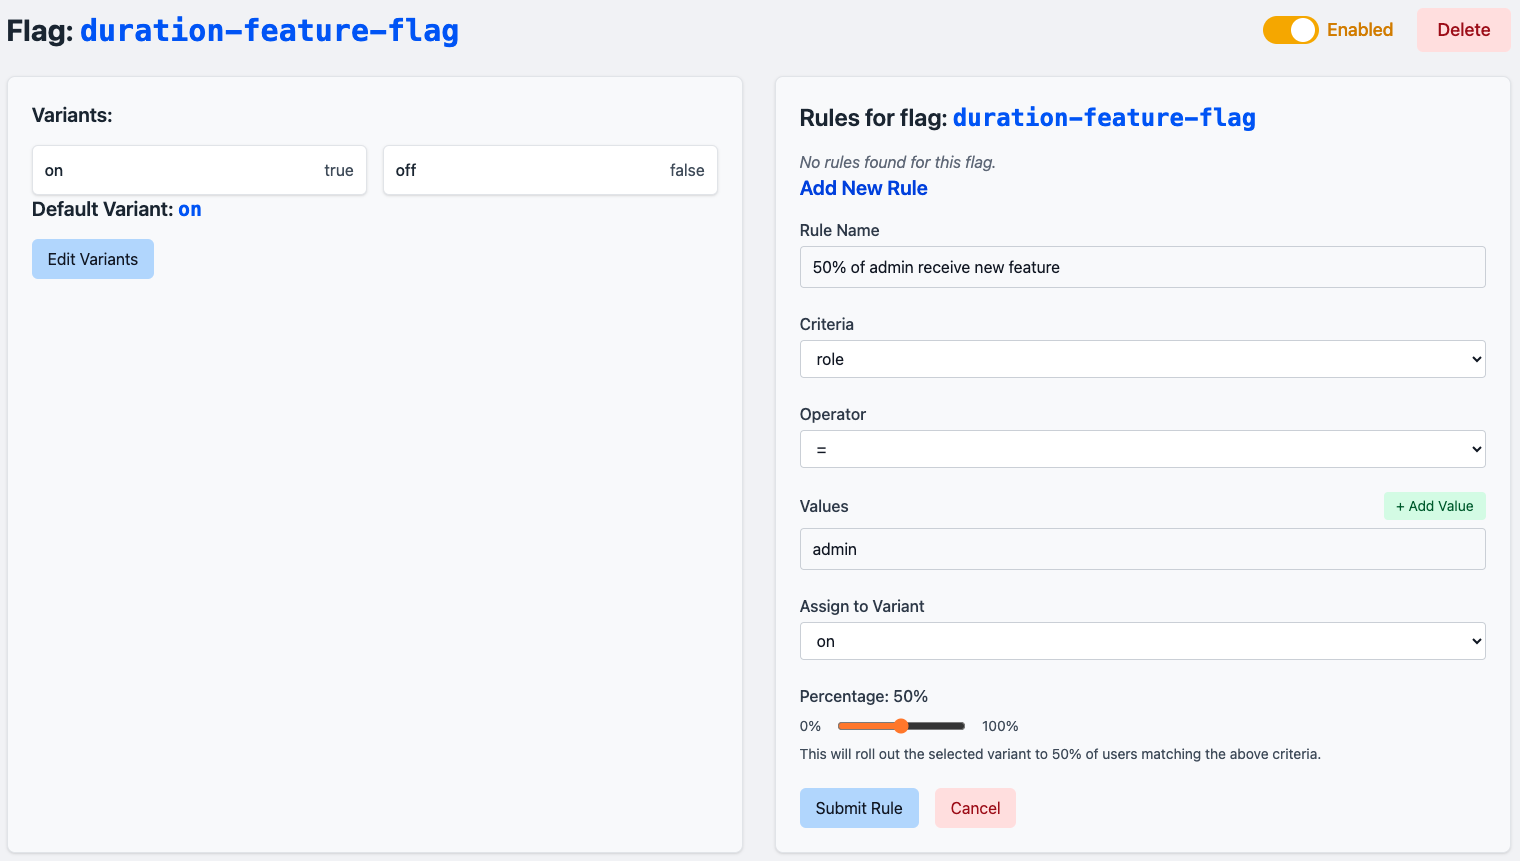 Flag: duration-feature-flag
Enabled
Delete
Variants:
on true
off false
Default Variant: on
Edit Variants
Rules for flag: duration-feature-flag
No rules found for this flag.
Add New Rule
Rule Name
50% of admin receive new feature
Criteria
role
Operator
=
Values
+ Add Value
admin
Assign to Variant
on
Percentage: 50%
0% 100%
This will roll out the selected variant to 50% of users matching the above criteria.
Submit Rule
Cancel